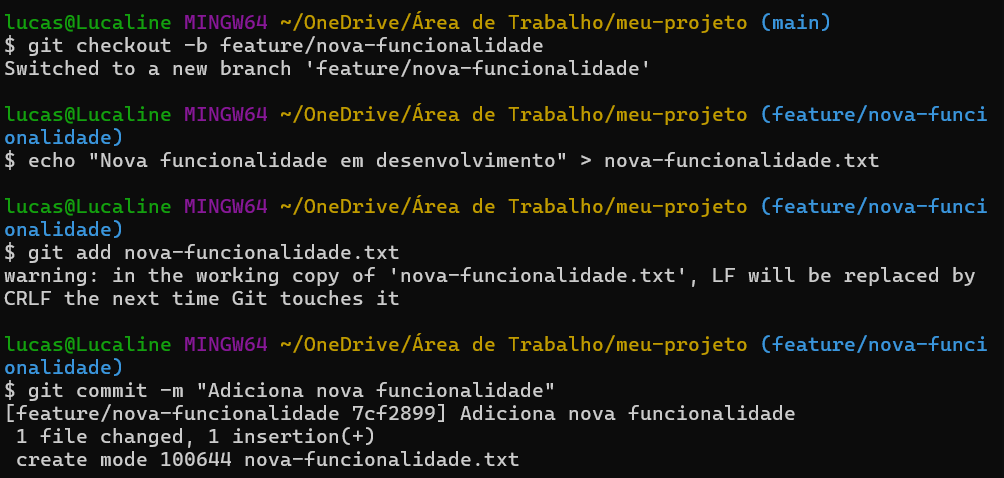 lucas@Lucaline MINGW64 ~/OneDrive/Área de Trabalho/meu-projeto (main)
$ git checkout -b feature/nova-funcionalidade
Switched to a new branch 'feature/nova-funcionalidade'
lucas@Lucaline MINGW64 ~/OneDrive/Área de Trabalho/meu-projeto (feature/nova-funci
onalidade)
$ echo "Nova funcionalidade em desenvolvimento" > nova-funcionalidade.txt
lucas@Lucaline MINGW64 ~/OneDrive/Área de Trabalho/meu-projeto (feature/nova-funci
onalidade)
$ git add nova-funcionalidade.txt
warning: in the working copy of 'nova-funcionalidade.txt', LF will be replaced by
CRLF the next time Git touches it
lucas@Lucaline MINGW64 ~/OneDrive/Área de Trabalho/meu-projeto (feature/nova-funci
onalidade)
$ git commit -m "Adiciona nova funcionalidade"
[feature/nova-funcionalidade 7cf2899] Adiciona nova funcionalidade
 1 file changed, 1 insertion(+)
 create mode 100644 nova-funcionalidade.txt